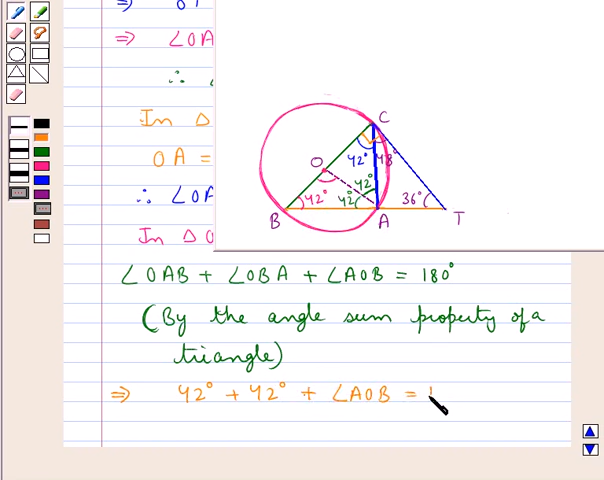 ⇒
⇒ ∠OA
∴
In Δ
OA =
∴ ∠OA
In Δ O
C
O 42° 48°
42°
42° 42° 36°
B A T
∠OAB + ∠OBA + ∠AOB = 180°
(By the angle sum property of a
triangle)
⇒ 42° + 42° + ∠AOB =